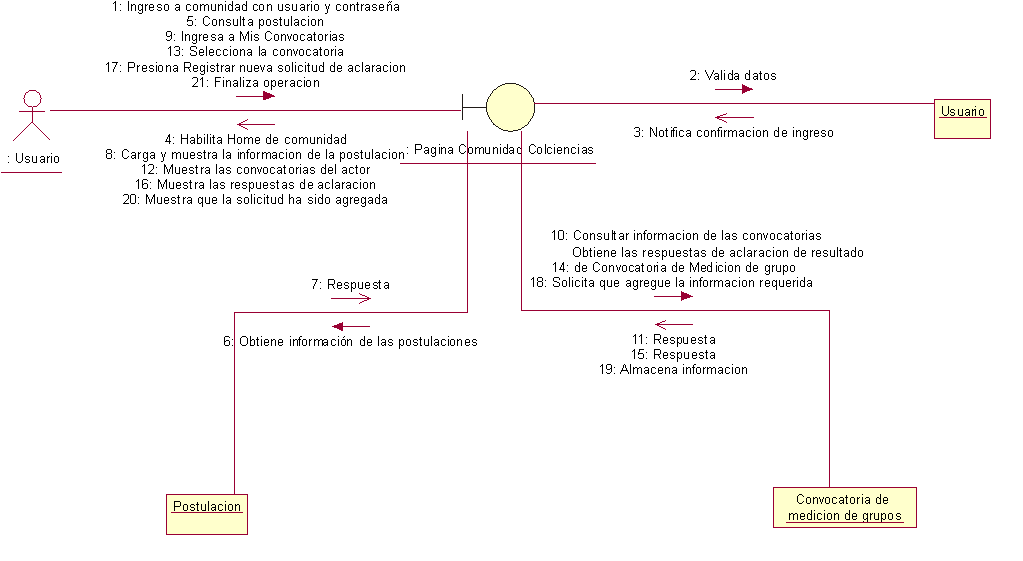 1: Ingreso a comunidad con usuario y contraseña
5: Consulta postulacion
9: Ingresa a Mis Convocatorias
13: Selecciona la convocatoria
17: Presiona Registrar nueva solicitud de aclaracion
21: Finaliza operacion
2: Valida datos
Usuario
3: Notifica confirmacion de ingreso
: Usuario
4: Habilita Home de comunidad
8: Carga y muestra la informacion de la postulacion
12: Muestra las convocatorias del actor
16: Muestra las respuestas de aclaracion
20: Muestra que la solicitud ha sido agregada
: Pagina Comunidad Colciencias
10: Consultar informacion de las convocatorias
Obtiene las respuestas de aclaracion de resultado
14: de Convocatoria de Medicion de grupo
18: Solicita que agregue la informacion requerida
7: Respuesta
6: Obtiene información de las postulaciones
11: Respuesta
15: Respuesta
19: Almacena informacion
Postulacion
Convocatoria de
medicion de grupos